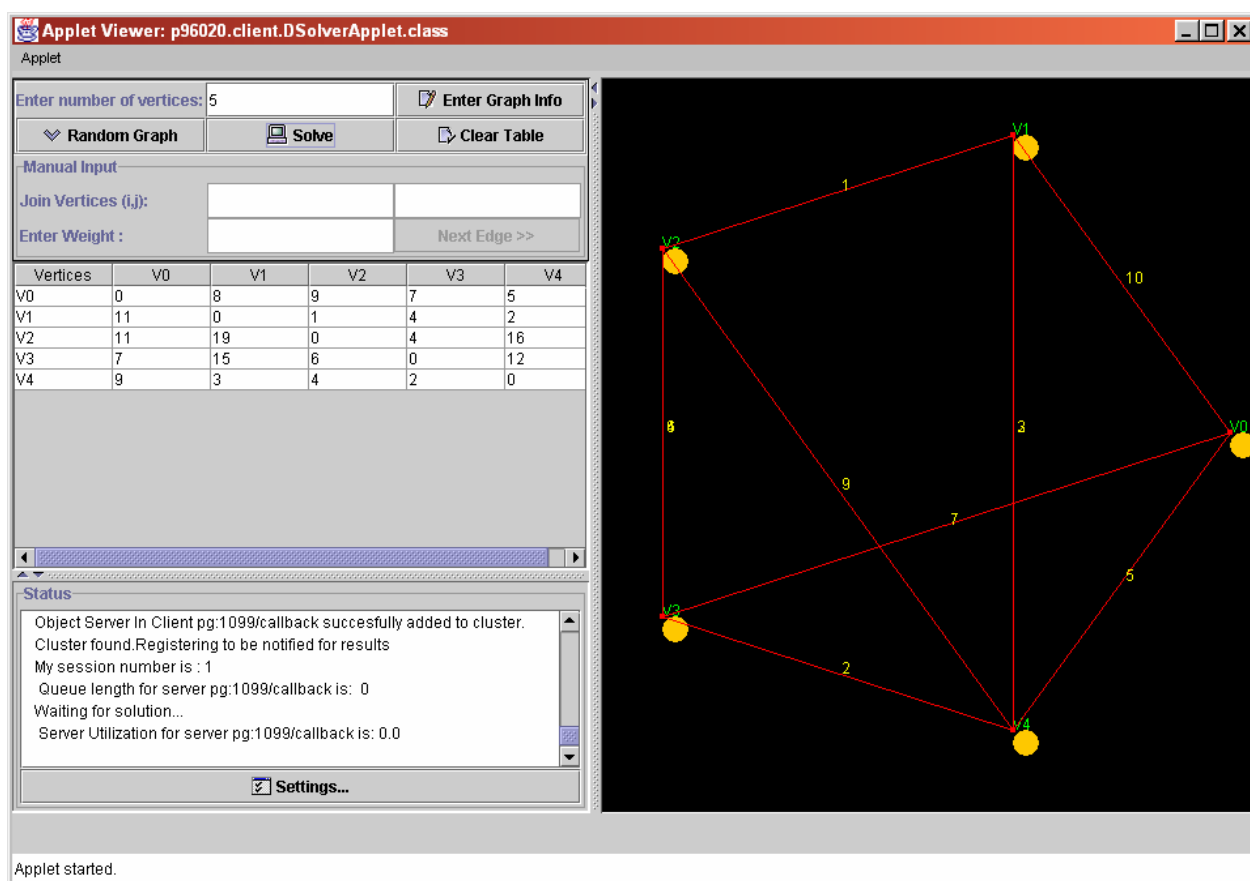 Applet Viewer: p96020.client.DSolverApplet.class
Applet
Enter number of vertices: 5 Enter Graph Info
Random Graph Solve Clear Table
Manual Input
Join Vertices (i,j):
Enter Weight :
Next Edge >>
Vertices V0 V1 V2 V3 V4
V0 0 8 9 7 5
V1 11 0 1 4 2
V2 11 19 0 4 16
V3 7 15 6 0 12
V4 9 3 4 2 0
Status
Object Server In Client pg:1099/callback succesfully added to cluster.
Cluster found.Registering to be notified for results
My session number is : 1
Queue length for server pg:1099/callback is: 0
Waiting for solution...
Server Utilization for server pg:1099/callback is: 0.0
Settings...
Applet started.
V1
1
V2
10
V0
9
7
5
V3
2
V4